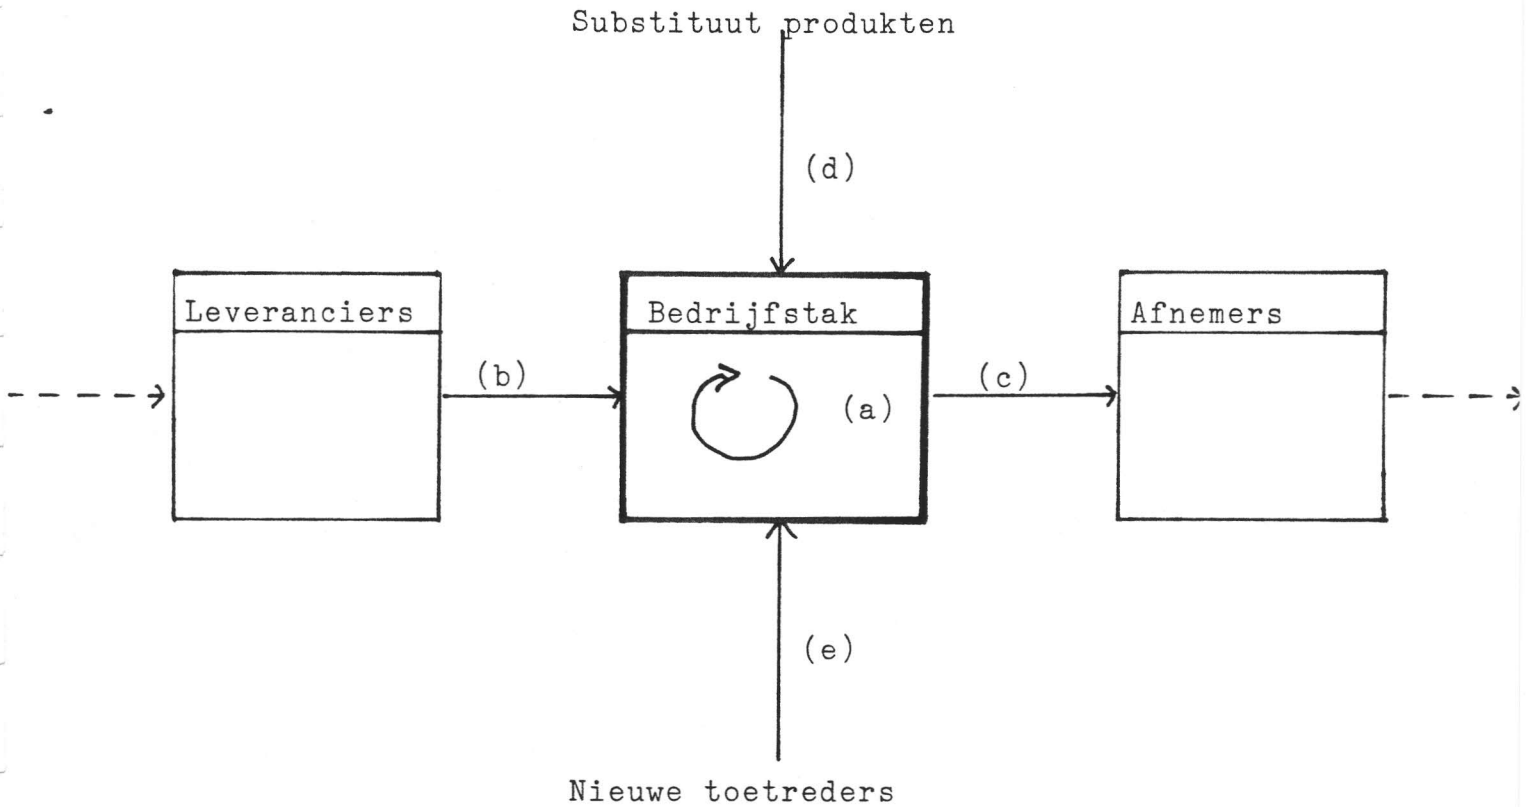 Substituut produkten
(d)
Leveranciers
Bedrijfstak
Afnemers
(b)
(a)
(c)
(e)
Nieuwe toetreders